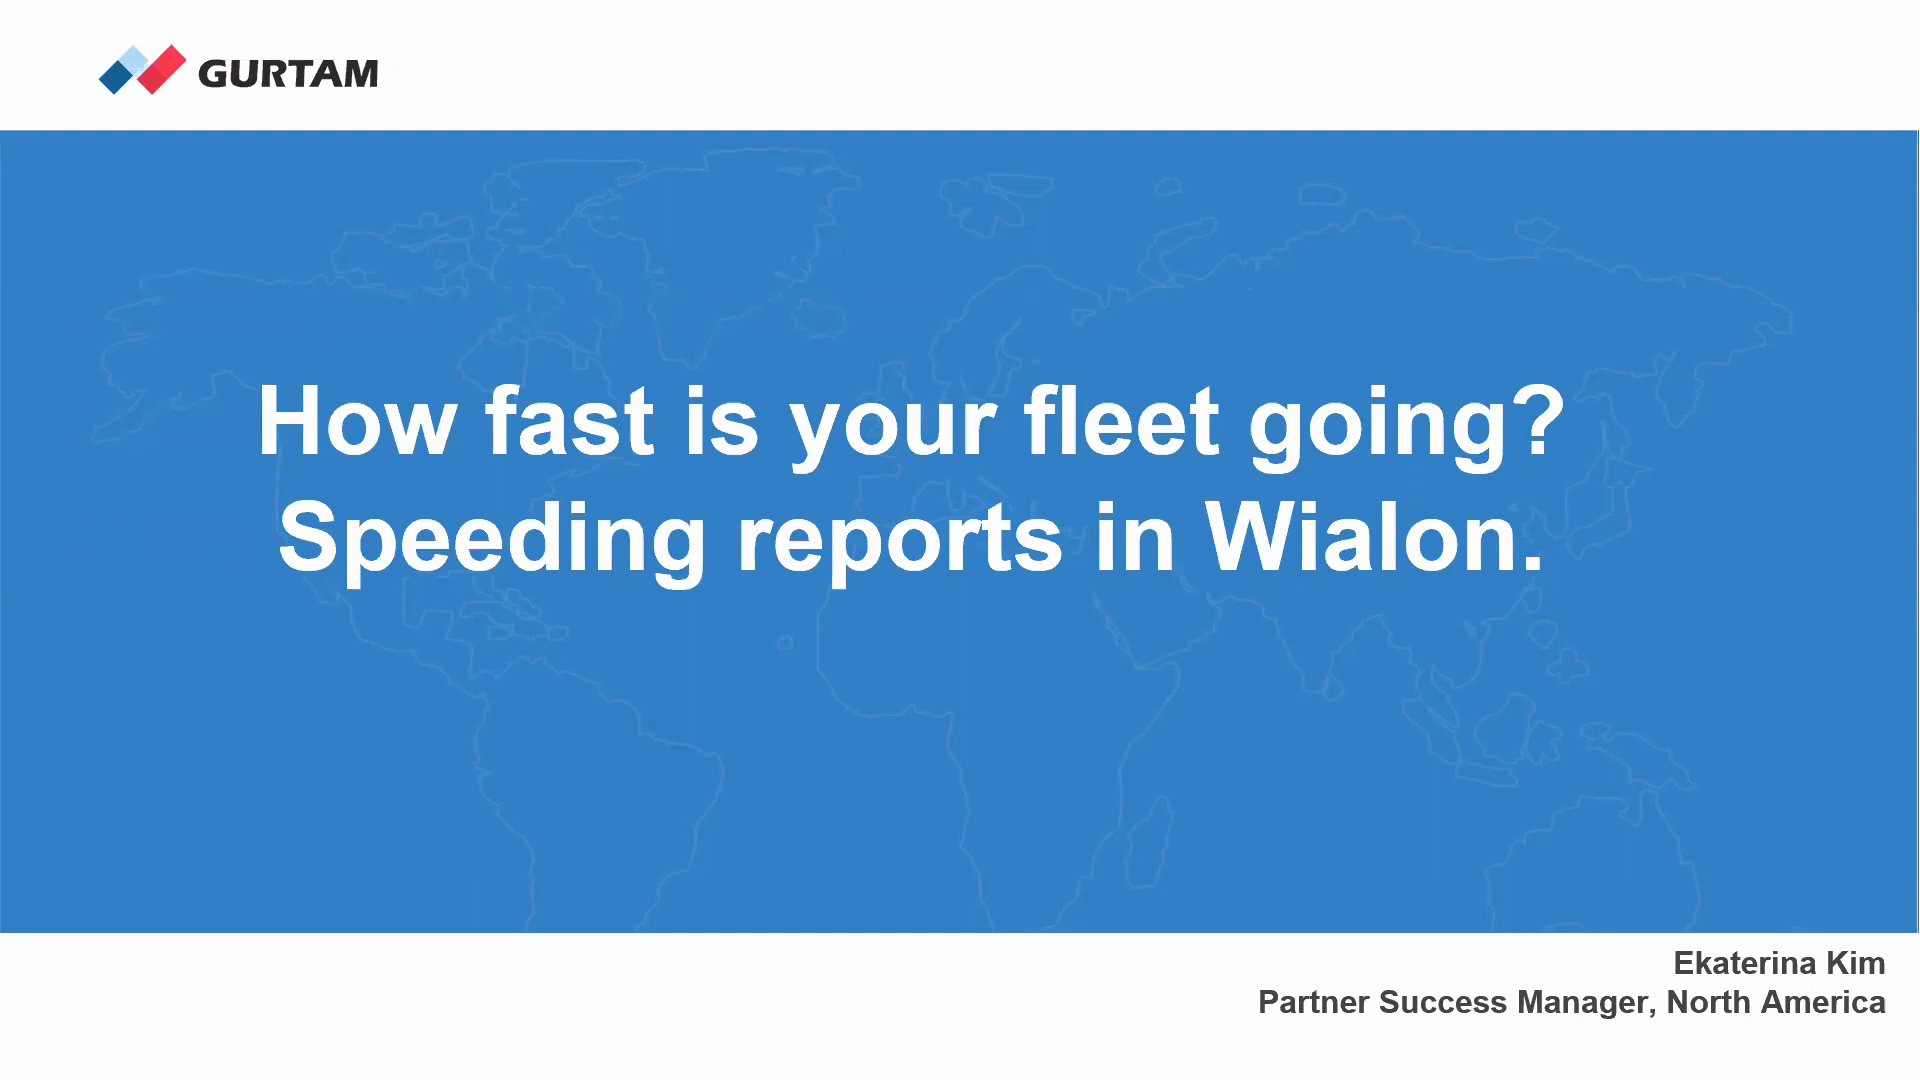 GURTAM
How fast is your fleet going?
Speeding reports in Wialon.
Ekaterina Kim
Partner Success Manager, North America